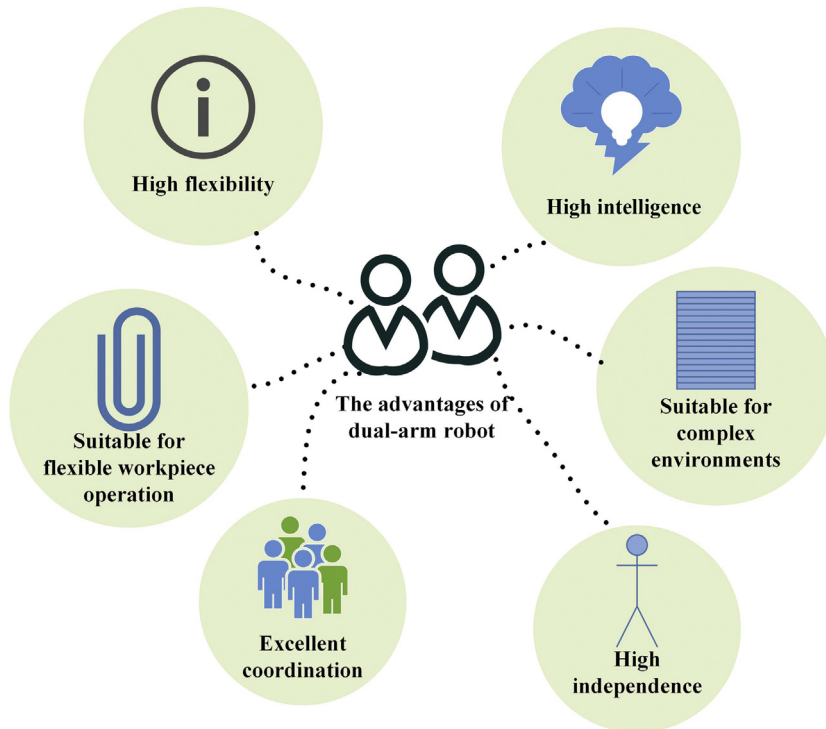 High flexibility
High intelligence
The advantages of
dual-arm robot
Suitable for
flexible workpiece
operation
Suitable for
complex
environments
Excellent
coordination
High
independence